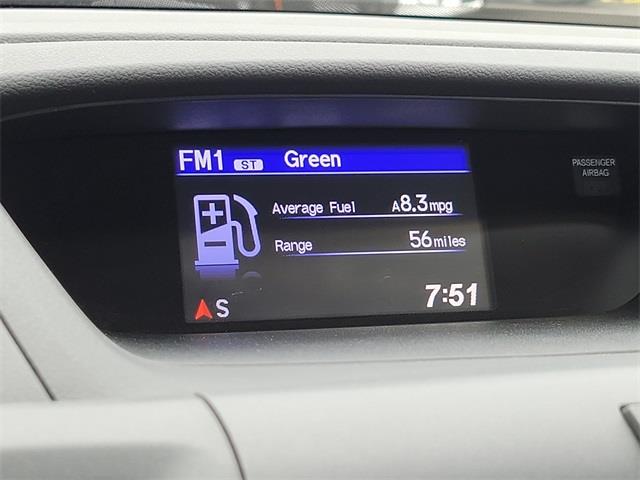 FM1 ST Green
PASSENGER
AIRBAG
Average Fuel A8.3mpg
Range 56miles
S 7:51